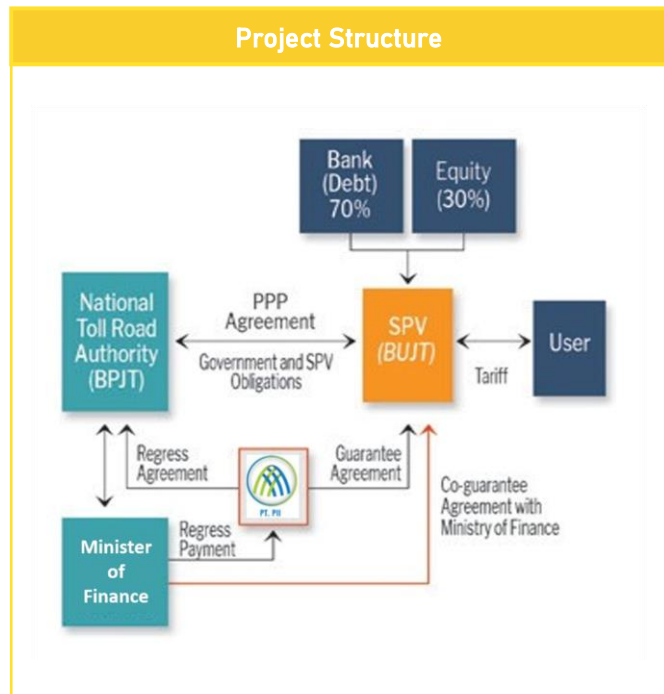 Project Structure
Bank
(Debt)
70%
Equity
(30%)
National
Toll Road
Authority
(BPJT)
PPP
Agreement
Government and SPV
Obligations
SPV
(BUJT)
Tariff
User
Regress
Agreement
PT. PII
Guarantee
Agreement
Co-guarantee
Agreement with
Ministry of Finance
Regress
Payment
Minister
of
Finance